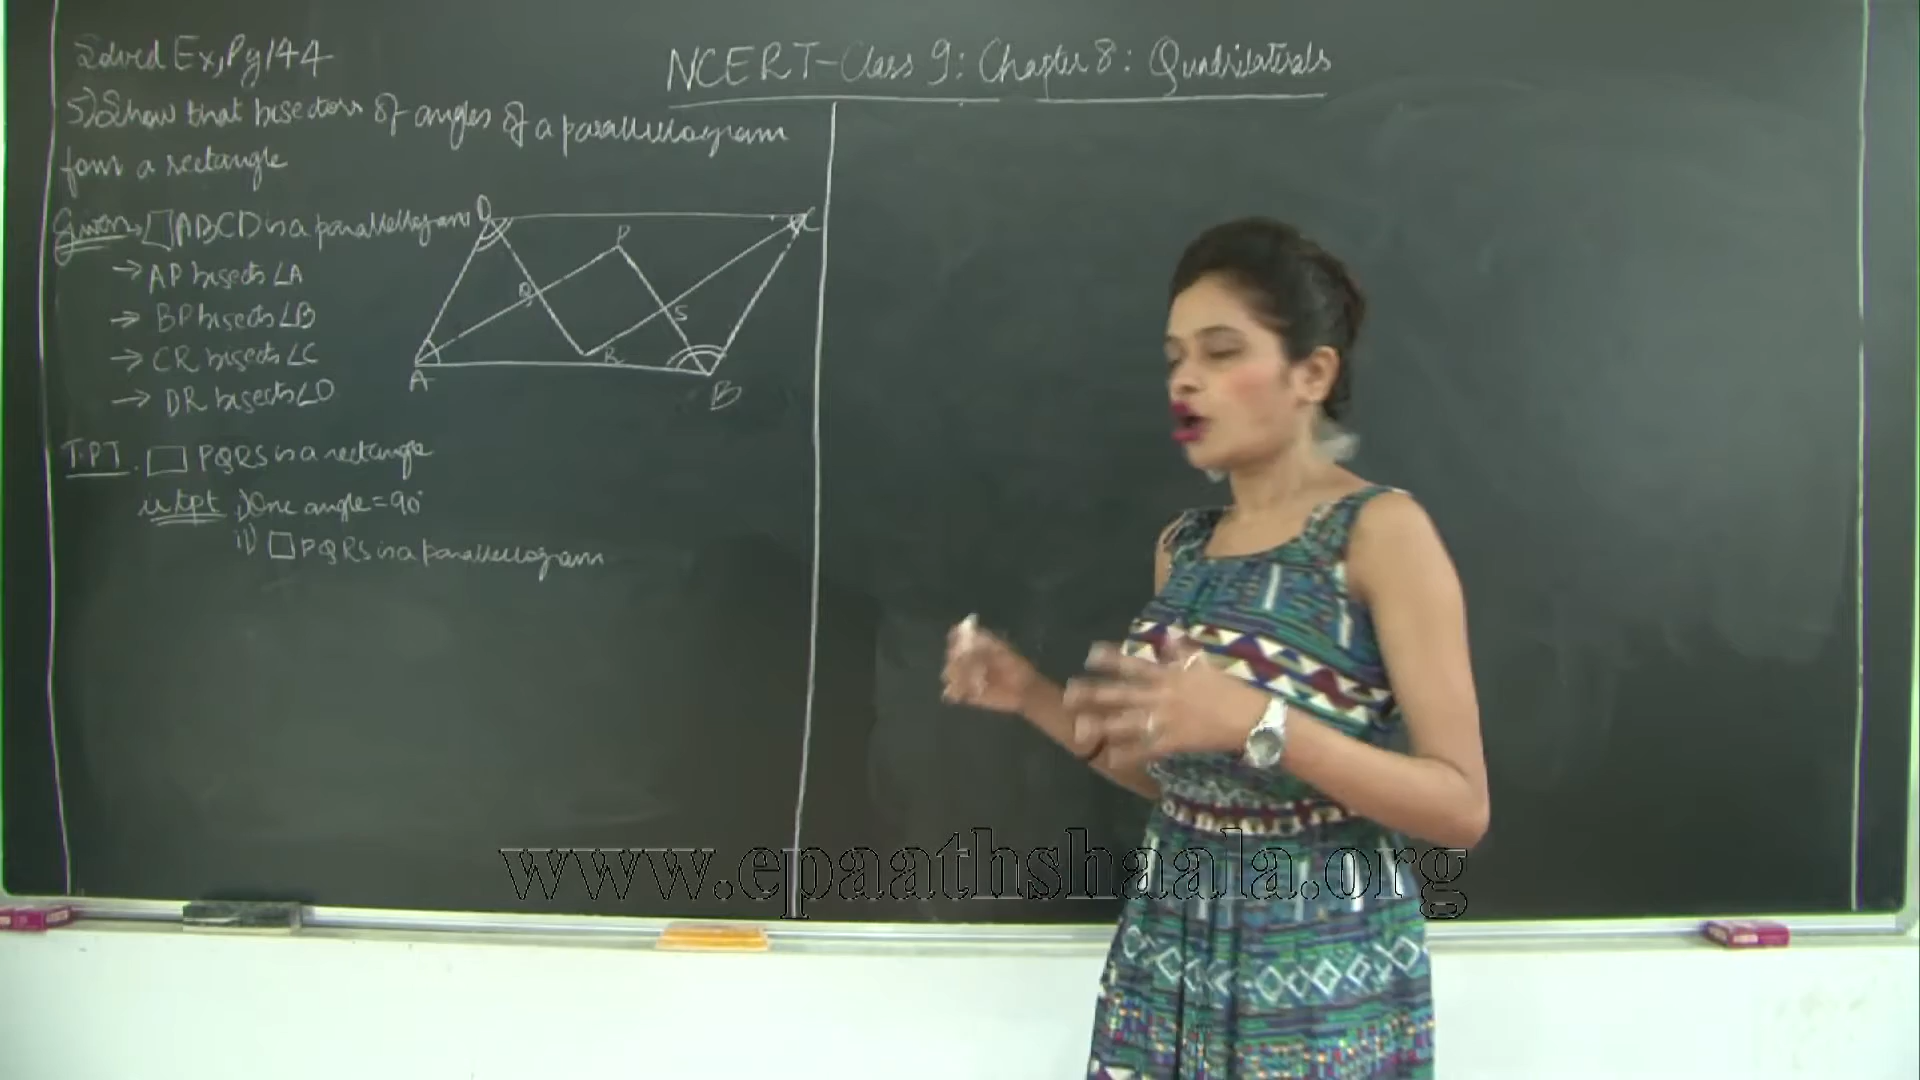 Solved Ex, Pg 144
NCERT - Class 9: Chapter 8: Quadrilaterals
5) Show that bisectors of angles of a parallelogram
form a rectangle
Given, □ABCD is a parallelogram
→ AP bisects ∠A
→ BP bisects ∠B
→ CR bisects ∠C
→ DR bisects ∠D
D
C
P
Q
S
R
A
B
T.P.T. □ PQRS is a rectangle
ie tpt i) One angle = 90°
ii) □ PQRS is a parallelogram
www.epaathshaala.org